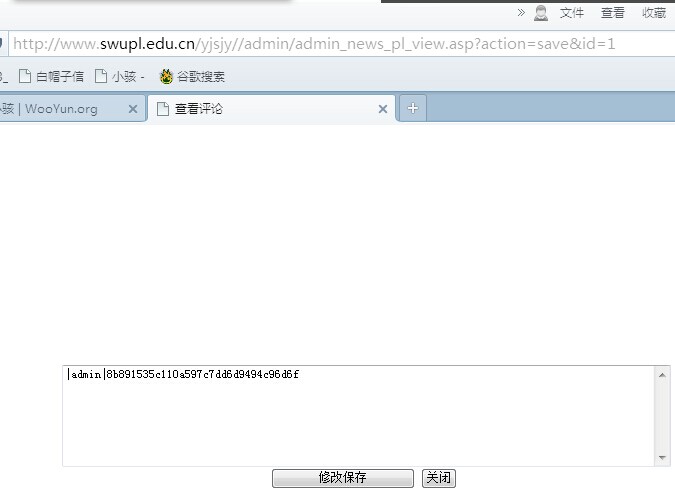 » 文件 查看 收藏
http://www.swupl.edu.cn/yjsjy//admin/admin_news_pl_view.asp?action=save&id=1
白帽子信 小骇 - 谷歌搜索
骇 | WooYun.org 查看评论
|admin|8b891535c110a597c7dd6d9494c96d6f
修改保存 关闭